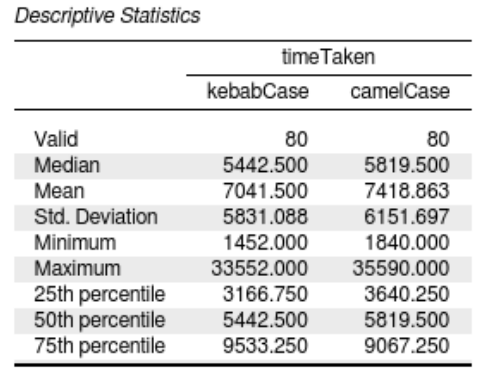 Descriptive Statistics
timeTaken
kebabCase camelCase
Valid 80 80
Median 5442.500 5819.500
Mean 7041.500 7418.863
Std. Deviation 5831.088 6151.697
Minimum 1452.000 1840.000
Maximum 33552.000 35590.000
25th percentile 3166.750 3640.250
50th percentile 5442.500 5819.500
75th percentile 9533.250 9067.250